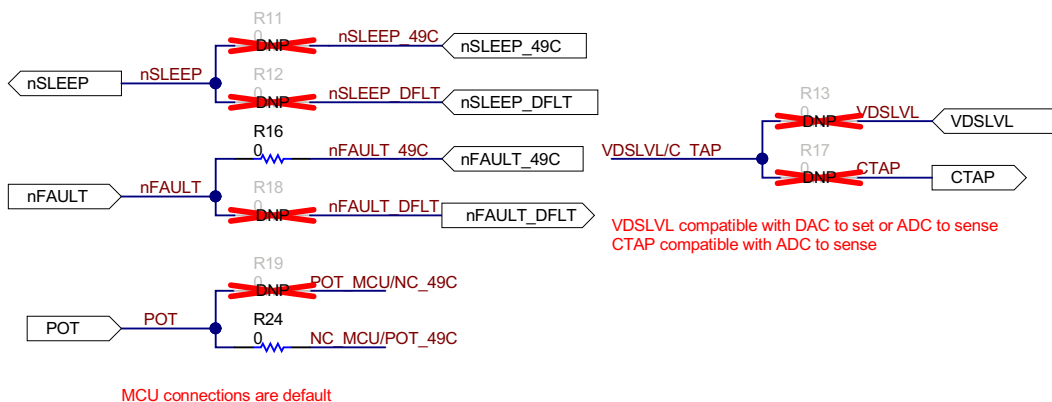 R11
0
DNP
nSLEEP_49C
nSLEEP_49C
nSLEEP
nSLEEP
R12
0
DNP
nSLEEP_DFLT
nSLEEP_DFLT
R16
0
nFAULT_49C
nFAULT_49C
nFAULT
nFAULT
R18
0
DNP
nFAULT_DFLT
nFAULT_DFLT
R19
0
DNP
POT_MCU/NC_49C
POT
POT
R24
0
NC_MCU/POT_49C
MCU connections are default
R13
0
DNP
VDSLVL
VDSLVL
VDSLVL/C_TAP
R17
0
DNP
CTAP
CTAP
VDSLVL compatible with DAC to set or ADC to sense
CTAP compatible with ADC to sense